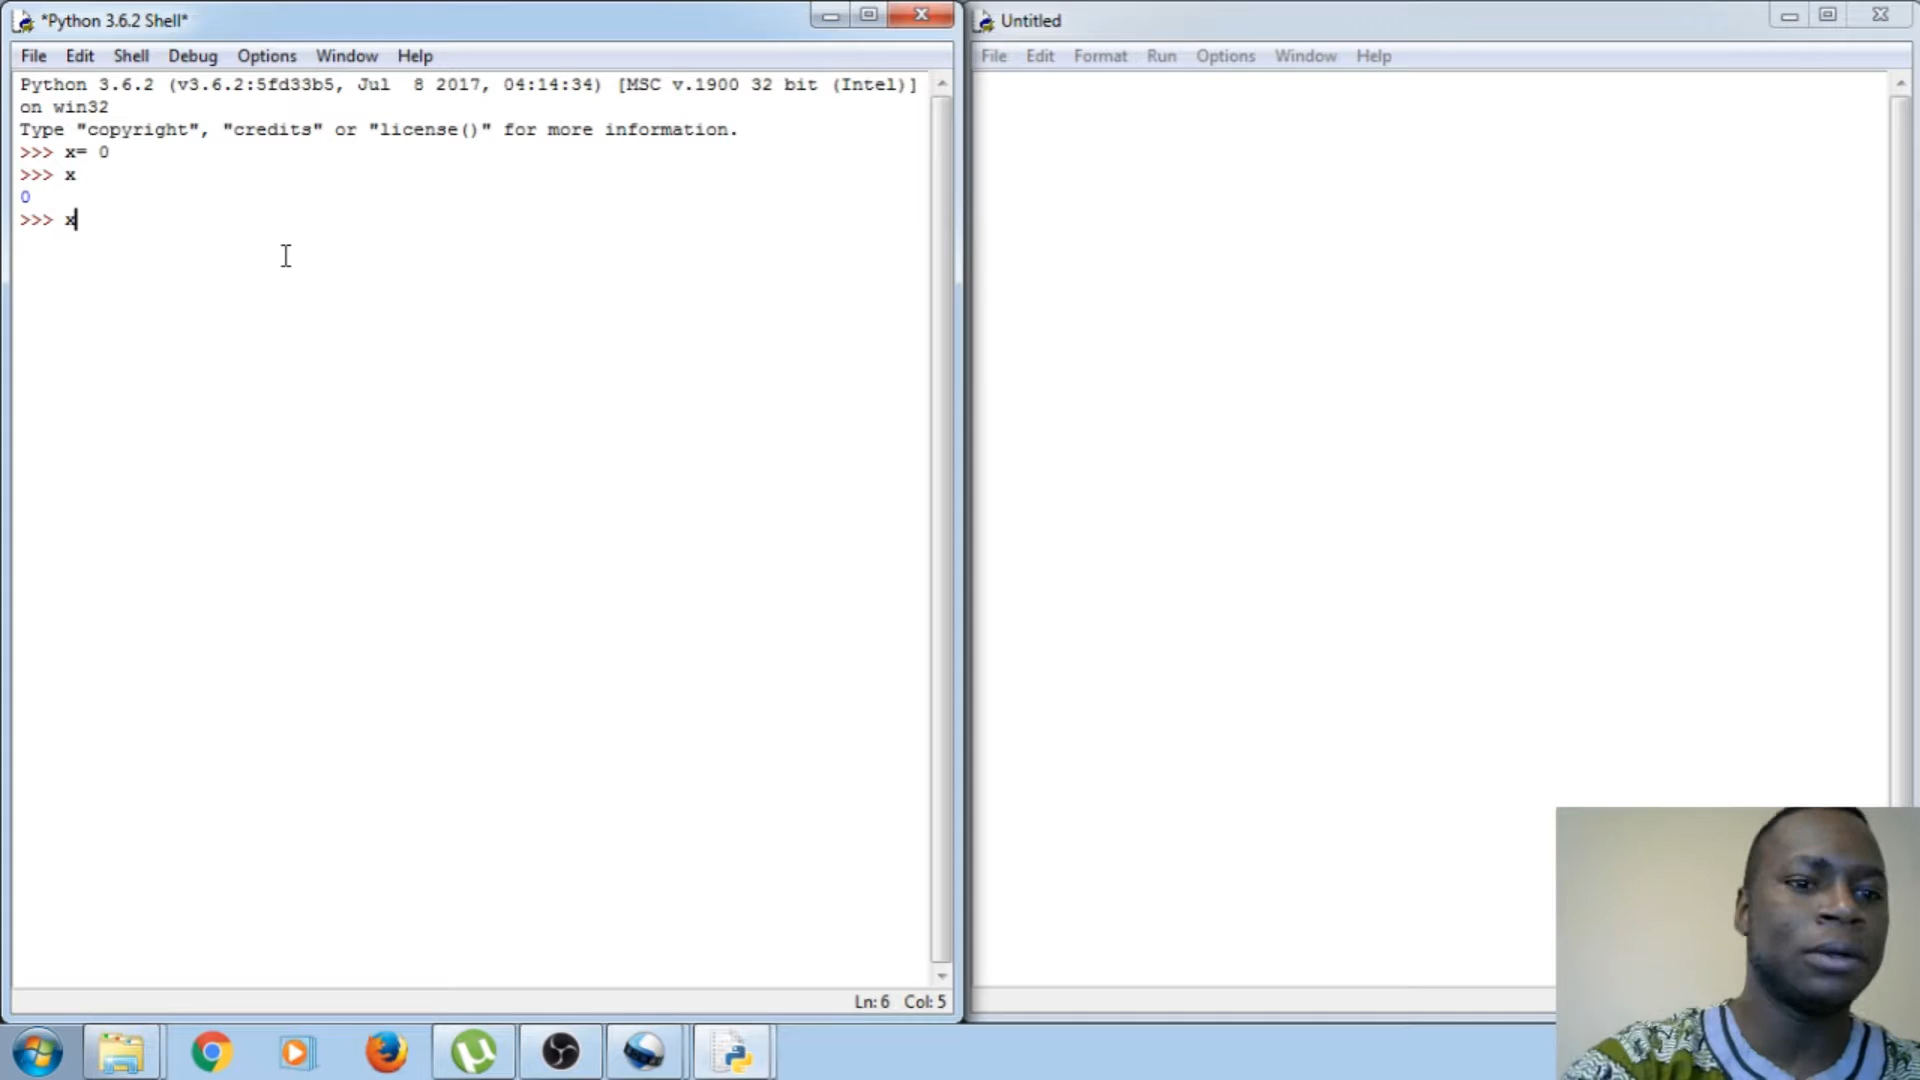 *Python 3.6.2 Shell*
File Edit Shell Debug Options Window Help
Python 3.6.2 (v3.6.2:5fd33b5, Jul  8 2017, 04:14:34) [MSC v.1900 32 bit (Intel)]
on win32
Type "copyright", "credits" or "license()" for more information.
>>> x= 0
>>> x
0
>>> x
Ln: 6 Col: 5
Untitled
File Edit Format Run Options Window Help